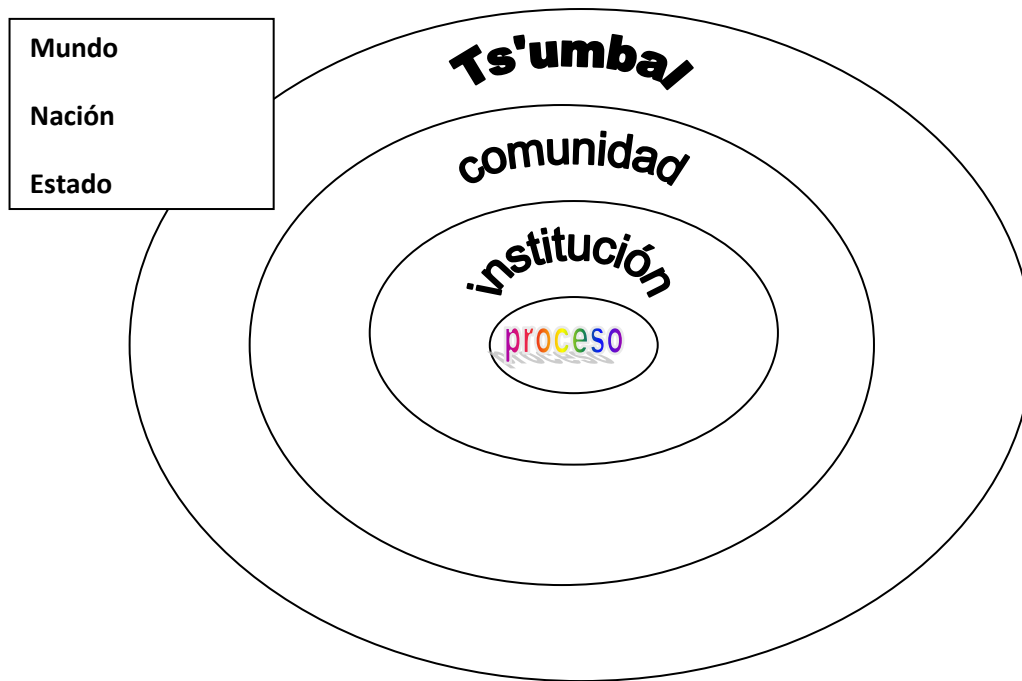 Mundo
Nación
Estado
Ts'umbal
comunidad
institución
proceso